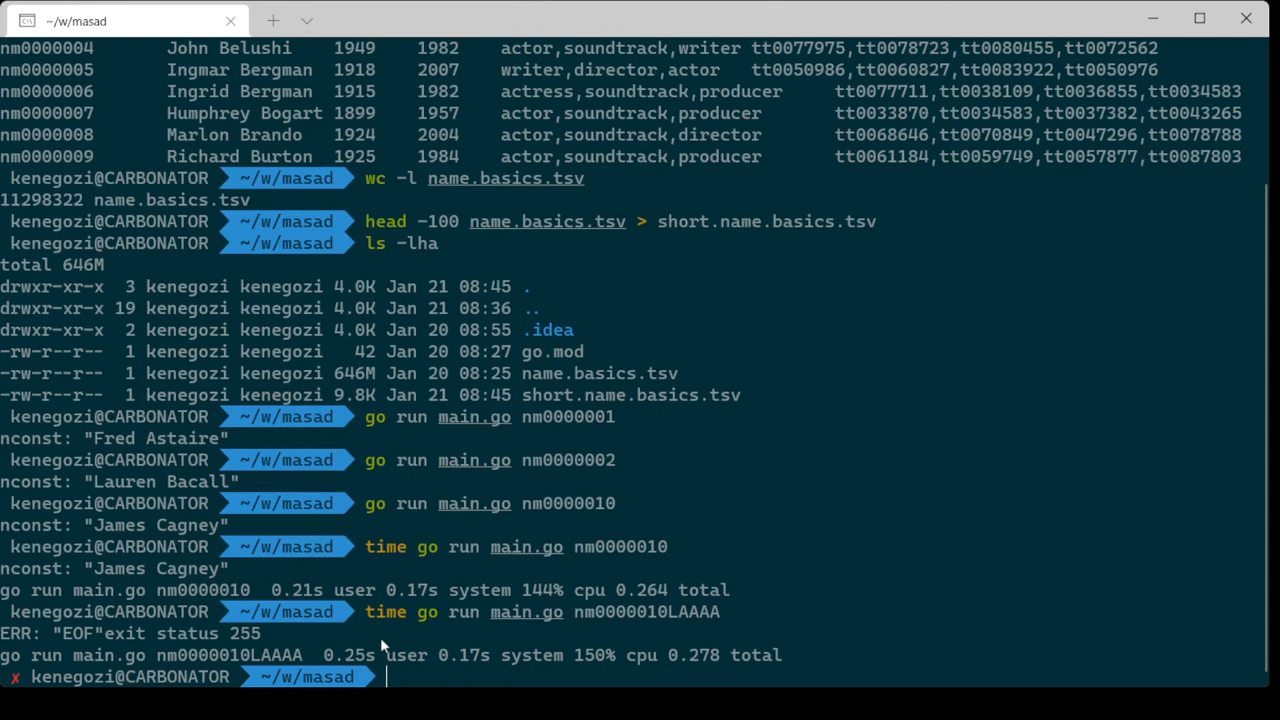 ~/w/masad
nm0000004 John Belushi 1949 1982 actor,soundtrack,writer tt0077975,tt0078723,tt0080455,tt0072562
nm0000005 Ingmar Bergman 1918 2007 writer,director,actor tt0050986,tt0060827,tt0083922,tt0050976
nm0000006 Ingrid Bergman 1915 1982 actress,soundtrack,producer tt0077711,tt0038109,tt0036855,tt0034583
nm0000007 Humphrey Bogart 1899 1957 actor,soundtrack,producer tt0033870,tt0034583,tt0037382,tt0043265
nm0000008 Marlon Brando 1924 2004 actor,soundtrack,director tt0068646,tt0070849,tt0047296,tt0078788
nm0000009 Richard Burton 1925 1984 actor,soundtrack,producer tt0061184,tt0059749,tt0057877,tt0087803
kenegozi@CARBONATOR ~/w/masad wc -l name.basics.tsv
11298322 name.basics.tsv
kenegozi@CARBONATOR ~/w/masad head -100 name.basics.tsv > short.name.basics.tsv
kenegozi@CARBONATOR ~/w/masad ls -lha
total 646M
drwxr-xr-x 3 kenegozi kenegozi 4.0K Jan 21 08:45 .
drwxr-xr-x 19 kenegozi kenegozi 4.0K Jan 21 08:36 ..
drwxr-xr-x 2 kenegozi kenegozi 4.0K Jan 20 08:55 .idea
-rw-r--r-- 1 kenegozi kenegozi 42 Jan 20 08:27 go.mod
-rw-r--r-- 1 kenegozi kenegozi 646M Jan 20 08:25 name.basics.tsv
-rw-r--r-- 1 kenegozi kenegozi 9.8K Jan 21 08:45 short.name.basics.tsv
kenegozi@CARBONATOR ~/w/masad go run main.go nm0000001
nconst: "Fred Astaire"
kenegozi@CARBONATOR ~/w/masad go run main.go nm0000002
nconst: "Lauren Bacall"
kenegozi@CARBONATOR ~/w/masad go run main.go nm0000010
nconst: "James Cagney"
kenegozi@CARBONATOR ~/w/masad time go run main.go nm0000010
nconst: "James Cagney"
go run main.go nm0000010 0.21s user 0.17s system 144% cpu 0.264 total
kenegozi@CARBONATOR ~/w/masad time go run main.go nm0000010LAAAA
ERR: "EOF"exit status 255
go run main.go nm0000010LAAAA 0.25s user 0.17s system 150% cpu 0.278 total
✗ kenegozi@CARBONATOR ~/w/masad